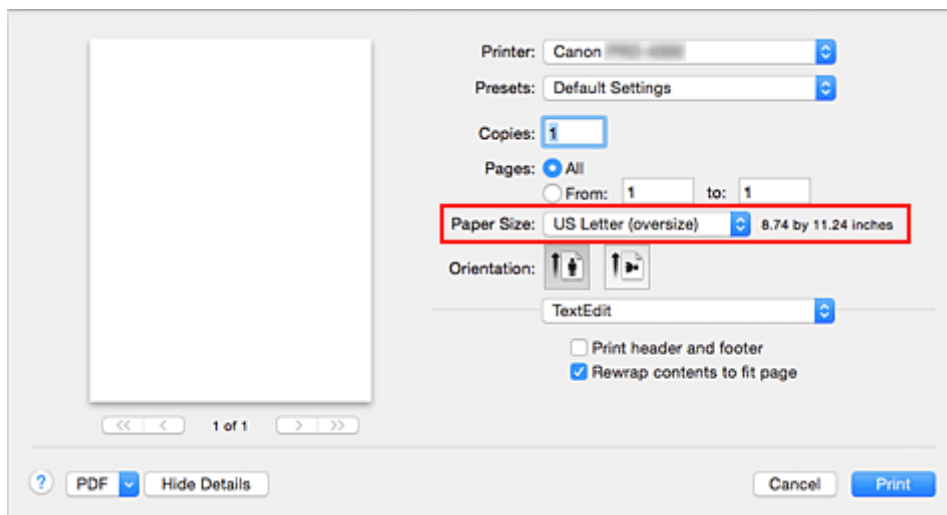 Printer: Canon
Presets: Default Settings
Copies: 1
Pages: All
From: 1 to: 1
Paper Size: US Letter (oversize) 8.74 by 11.24 inches
Orientation:
TextEdit
Print header and footer
Rewrap contents to fit page
<< < 1 of 1 > >>
? PDF Hide Details Cancel Print